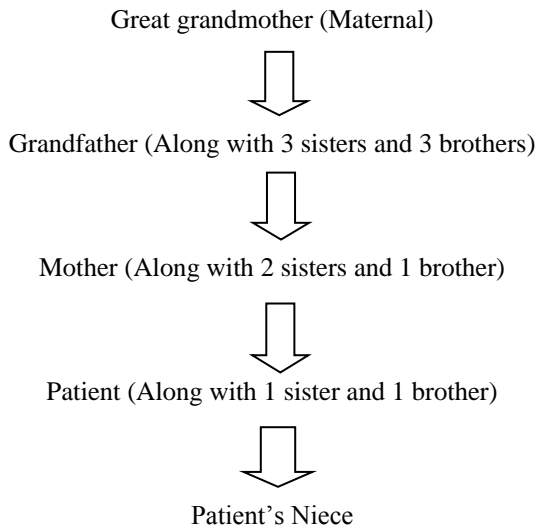 Great grandmother (Maternal)
Grandfather (Along with 3 sisters and 3 brothers)
Mother (Along with 2 sisters and 1 brother)
Patient (Along with 1 sister and 1 brother)
Patient's Niece